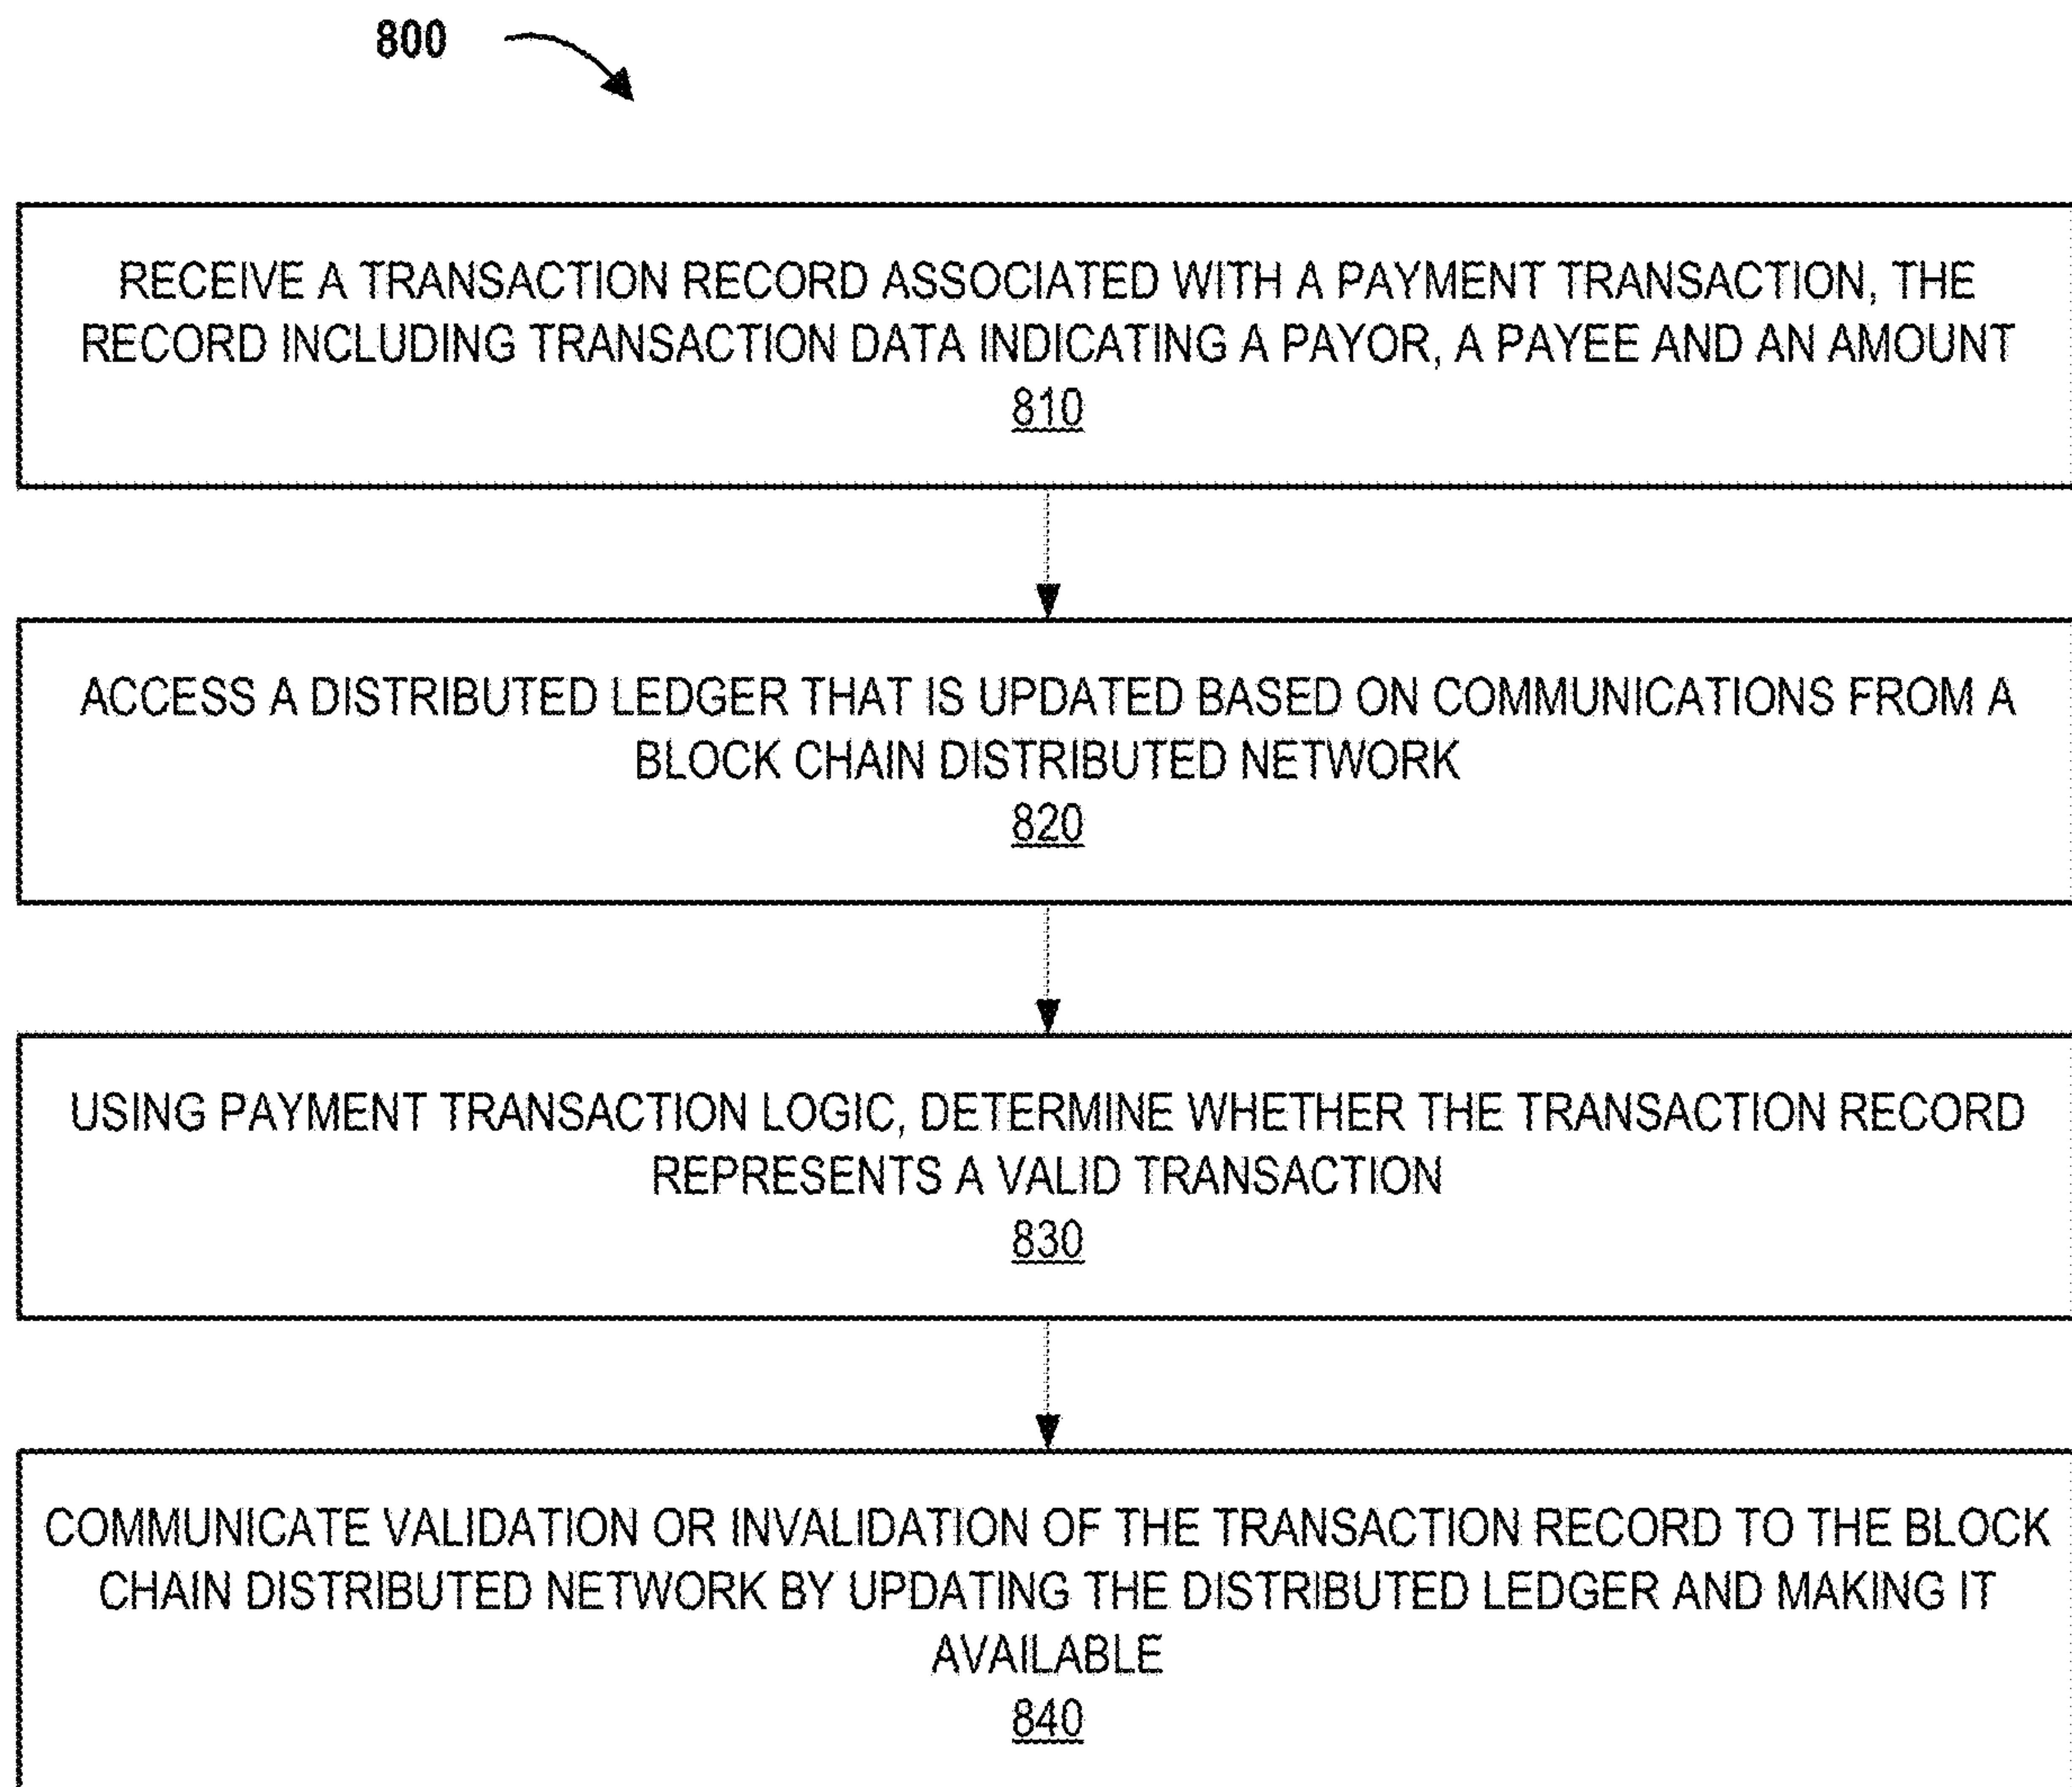 800
RECEIVE A TRANSACTION RECORD ASSOCIATED WITH A PAYMENT TRANSACTION, THE
RECORD INCLUDING TRANSACTION DATA INDICATING A PAYOR, A PAYEE AND AN AMOUNT
810
ACCESS A DISTRIBUTED LEDGER THAT IS UPDATED BASED ON COMMUNICATIONS FROM A
BLOCK CHAIN DISTRIBUTED NETWORK
820
USING PAYMENT TRANSACTION LOGIC, DETERMINE WHETHER THE TRANSACTION RECORD
REPRESENTS A VALID TRANSACTION
830
COMMUNICATE VALIDATION OR INVALIDATION OF THE TRANSACTION RECORD TO THE BLOCK
CHAIN DISTRIBUTED NETWORK BY UPDATING THE DISTRIBUTED LEDGER AND MAKING IT
AVAILABLE
840